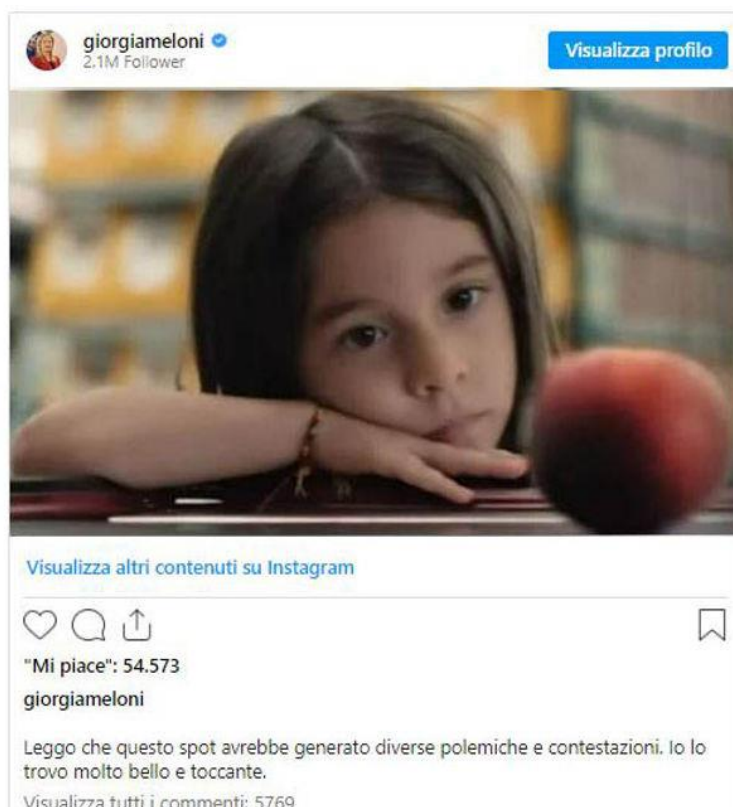 giorgiameloni
2.1M Follower
Visualizza profilo
Visualizza altri contenuti su Instagram
"Mi piace": 54.573
giorgiameloni
Leggo che questo spot avrebbe generato diverse polemiche e contestazioni. Io lo
trovo molto bello e toccante.
Visualizza tutti i commenti: 5769